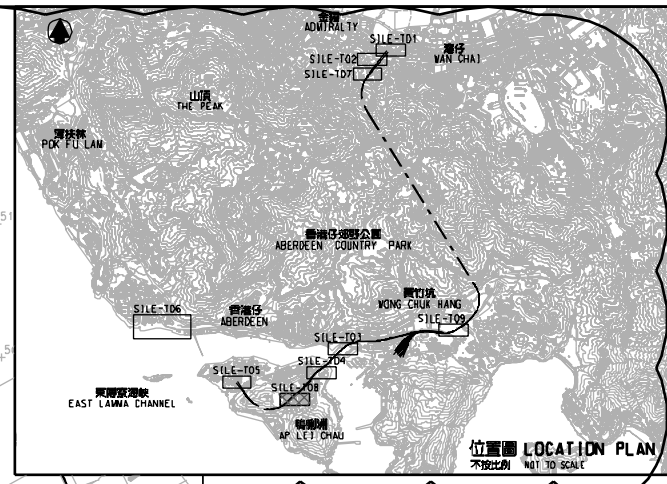 金鐘
ADMIRALTY
SILE-T01
灣仔
WAN CHAI
SILE-T02
SILE-T07
山頂
THE PEAK
薄扶林
POK FU LAM
香港仔郊野公園
ABERDEEN COUNTRY PARK
黃竹坑
WONG CHUK HANG
SILE-T06
香港仔
ABERDEEN
SILE-T09
SILE-T03
SILE-T04
SILE-T05
SILE-T08
東博寮海峽
EAST LAMMA CHANNEL
鴨脷洲
AP LEI CHAU
位置圖 LOCATION PLAN
不按比例 NOT TO SCALE